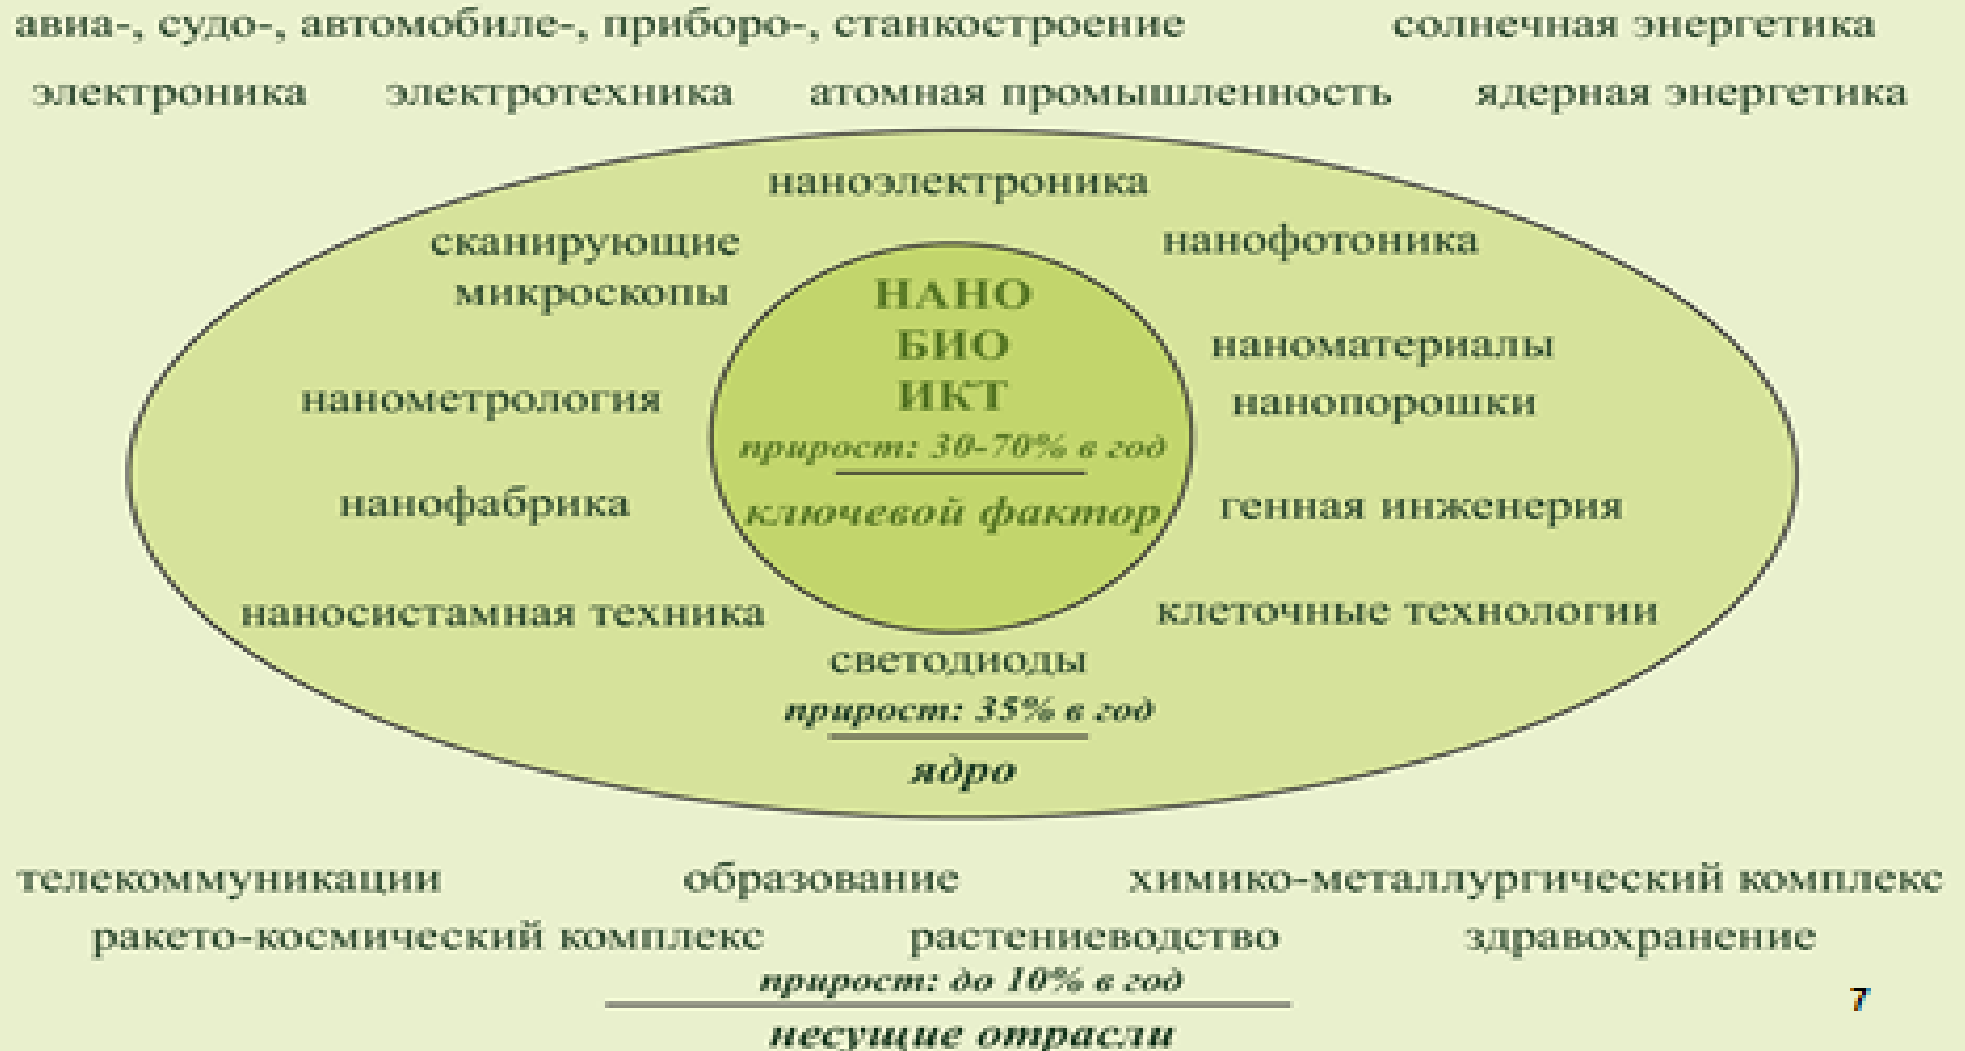 авиа-, судо-, автомобиле-, приборо-, станкостроение солнечная энергетика
электроника электротехника атомная промышленность ядерная энергетика
наноэлектроника
сканирующие нанофотоника
микроскопы НАНО
БИО наноматериалы
нанометрология ИКТ нанопорошки
прирост: 30-70% в год
нанофабрика ключевой фактор генная инженерия
наносистамная техника клеточные технологии
светодиоды
прирост: 35% в год
ядро
телекоммуникации образование химико-металлургический комплекс
ракето-космический комплекс растениеводство здравохранение
прирост: до 10% в год
7
несущие отрасли